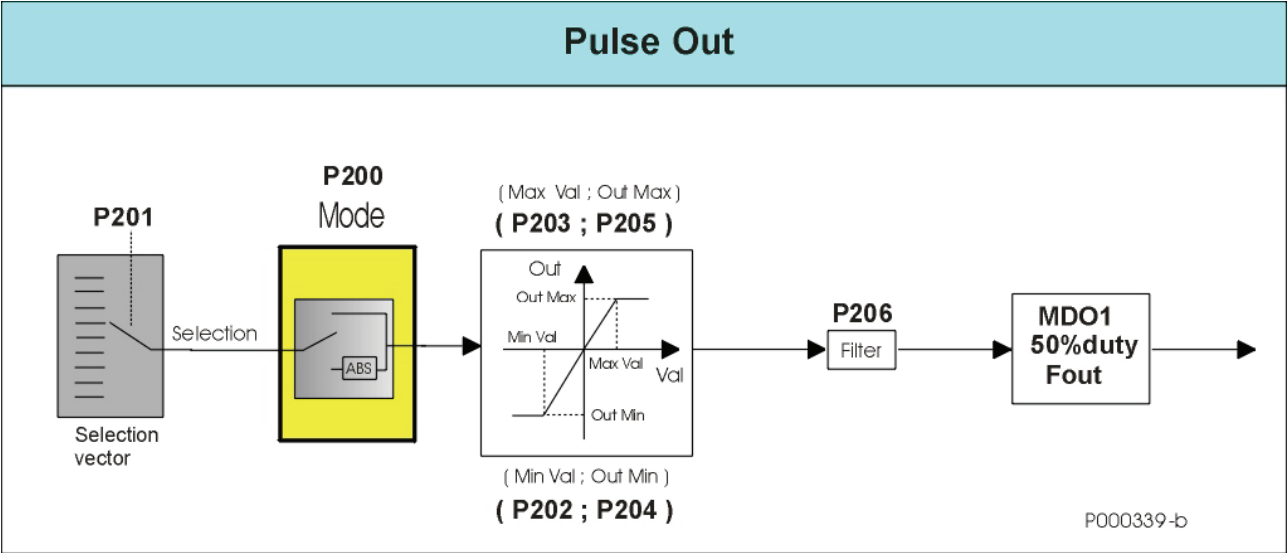 Pulse Out
P201
Selection
Selection
vector
P200
Mode
ABS
( Max Val ; Out Max )
( P203 ; P205 )
Out
Out Max
Min Val
Max Val
Val
Out Min
( Min Val ; Out Min )
( P202 ; P204 )
P206
Filter
MDO1
50%duty
Fout
P000339-b